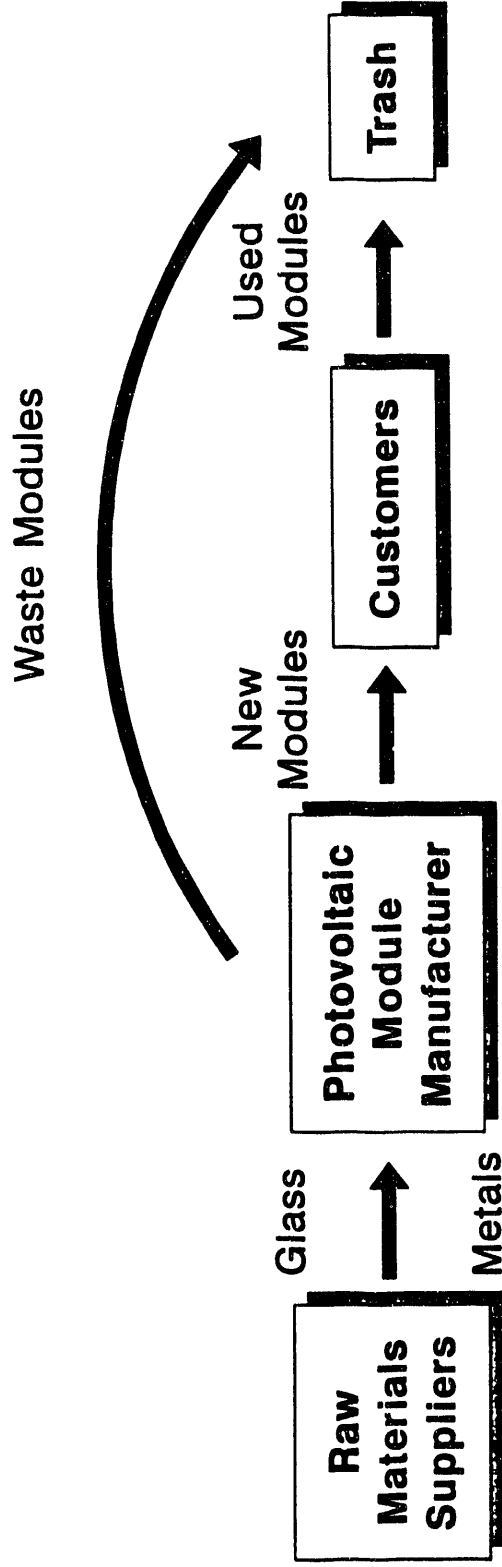 Waste Modules
Raw
Materials
Suppliers
Glass
Metals
Photovoltaic
Module
Manufacturer
New
Modules
Customers
Used
Modules
Trash